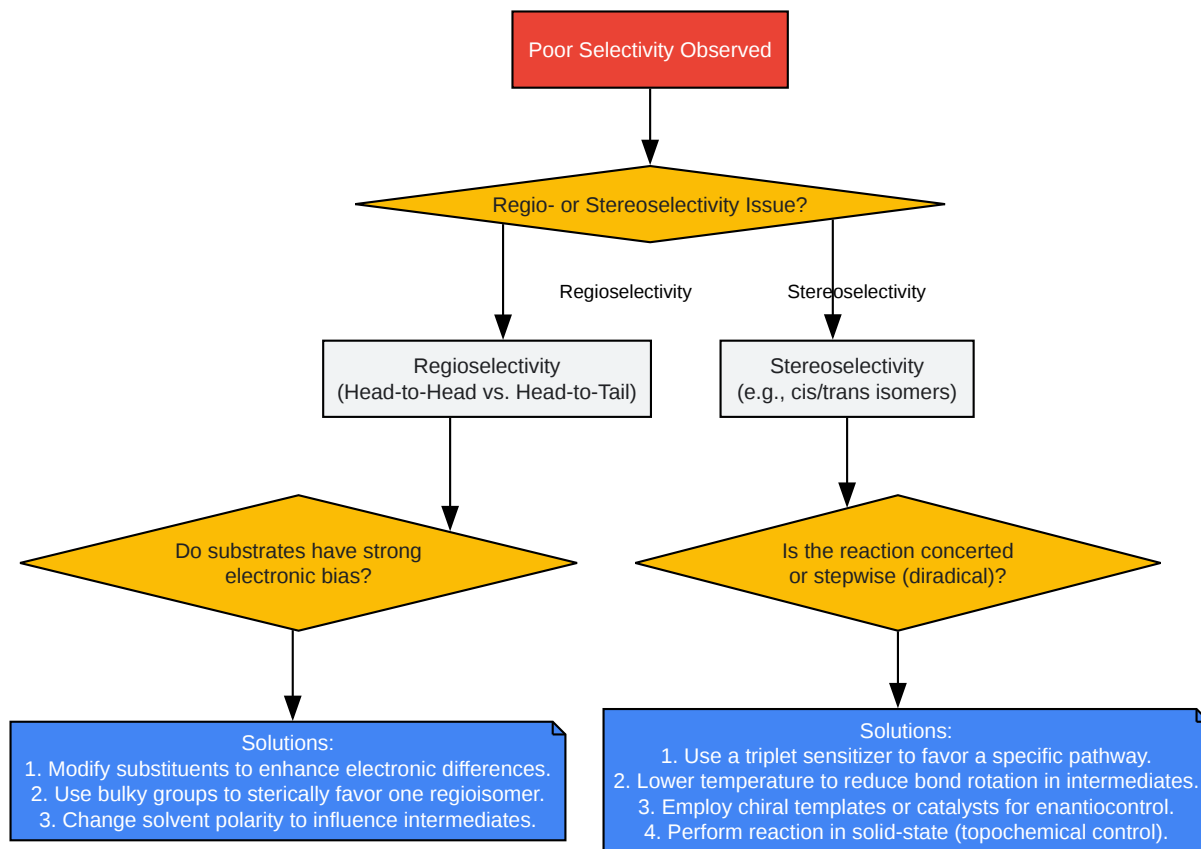 Poor Selectivity Observed
Regio- or Stereoselectivity Issue?
Regioselectivity
Stereoselectivity
Regioselectivity
(Head-to-Head vs. Head-to-Tail)
Stereoselectivity
(e.g., cis/trans isomers)
Do substrates have strong
electronic bias?
Is the reaction concerted
or stepwise (diradical)?
Solutions:
1. Modify substituents to enhance electronic differences.
2. Use bulky groups to sterically favor one regioisomer.
3. Change solvent polarity to influence intermediates.
Solutions:
1. Use a triplet sensitizer to favor a specific pathway.
2. Lower temperature to reduce bond rotation in intermediates.
3. Employ chiral templates or catalysts for enantiocontrol.
4. Perform reaction in solid-state (topochemical control).